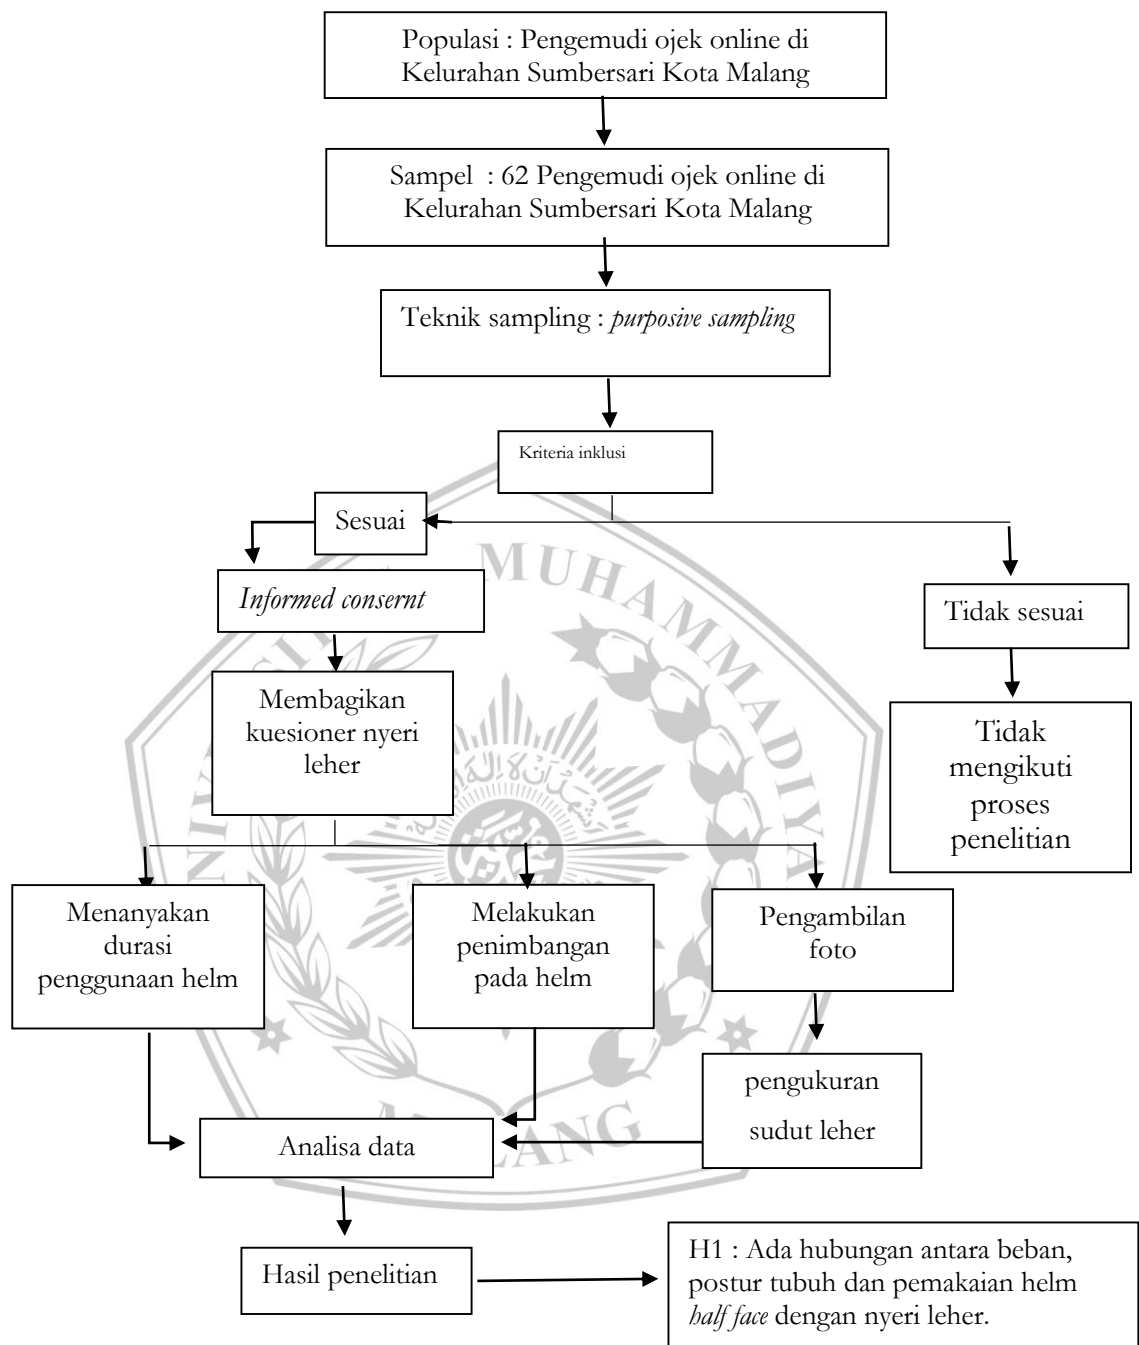 Populasi : Pengemudi ojek online di
Kelurahan Sumbersari Kota Malang
Sampel : 62 Pengemudi ojek online di
Kelurahan Sumbersari Kota Malang
Teknik sampling : purposive sampling
Kriteria inklusi
Sesuai
Informed consernt
Tidak sesuai
Membagikan
kuesioner nyeri
leher
Tidak
mengikuti
proses
penelitian
Menanyakan
durasi
penggunaan helm
Melakukan
penimbangan
pada helm
Pengambilan
foto
pengukuran
sudut leher
Analisa data
Hasil penelitian
H1 : Ada hubungan antara beban,
postur tubuh dan pemakaian helm
half face dengan nyeri leher.
MUHAMMADIYA